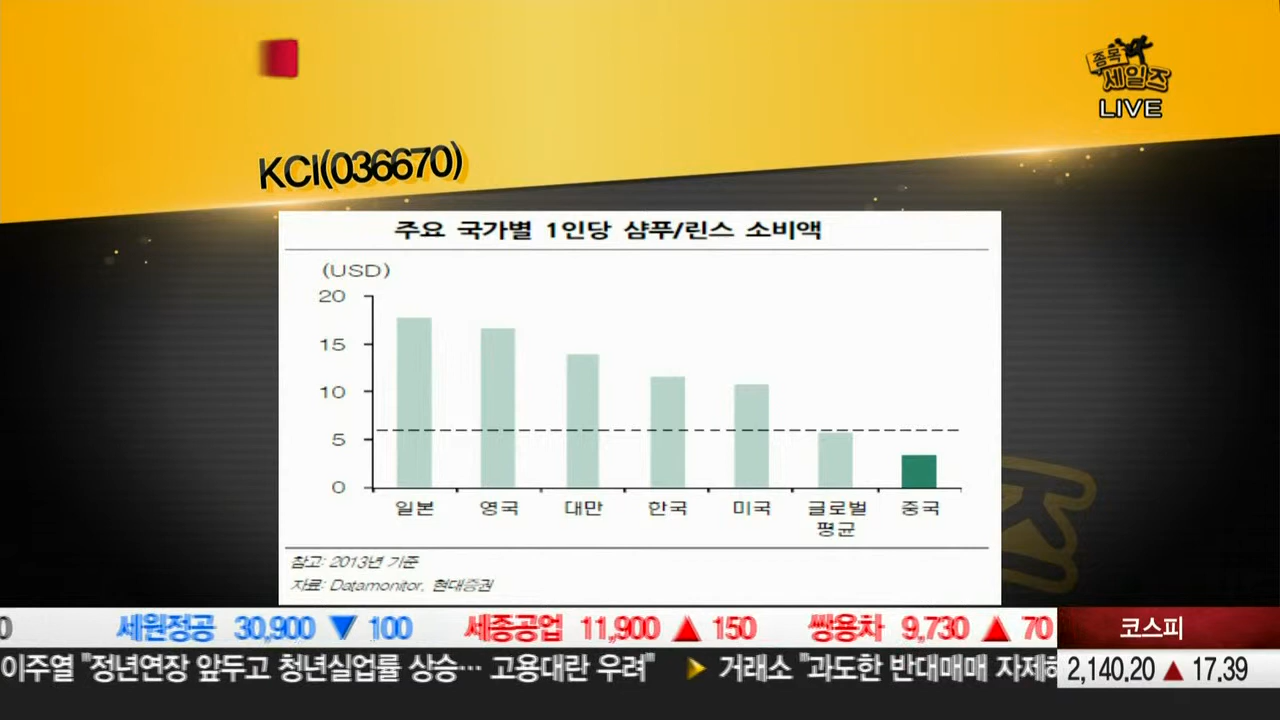 종목
세일즈
LIVE
KCI(036670)
주요 국가별 1인당 샴푸/린스 소비액
(USD)
20
15
10
5
0
일본 영국 대만 한국 미국 글로벌 평균 중국
참고: 2013년 기준
자료: Datamonitor, 현대증권
0 세원정공 30,900 ▼ 100 세종공업 11,900 ▲ 150 쌍용차 9,730 ▲ 70 코스피
이주열 "정년연장 앞두고 청년실업률 상승… 고용대란 우려" ▶ 거래소 "과도한 반대매매 자제 2,140.20 ▲ 17.39